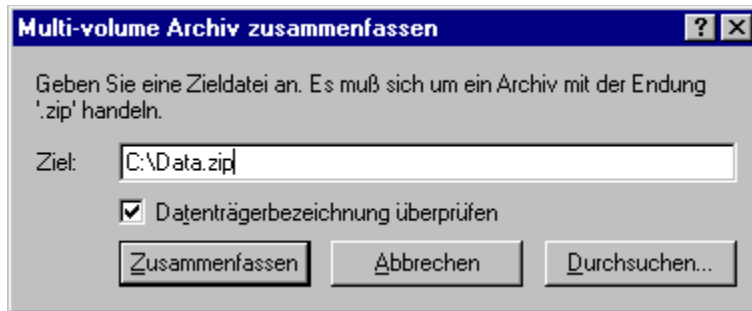 Multi-volume Archiv zusammenfassen
Geben Sie eine Zieldatei an. Es muß sich um ein Archiv mit der Endung
'.zip' handeln.
Ziel: C:\Data.zip
Datenträgerbezeichnung überprüfen
Zusammenfassen Abbrechen Durchsuchen...